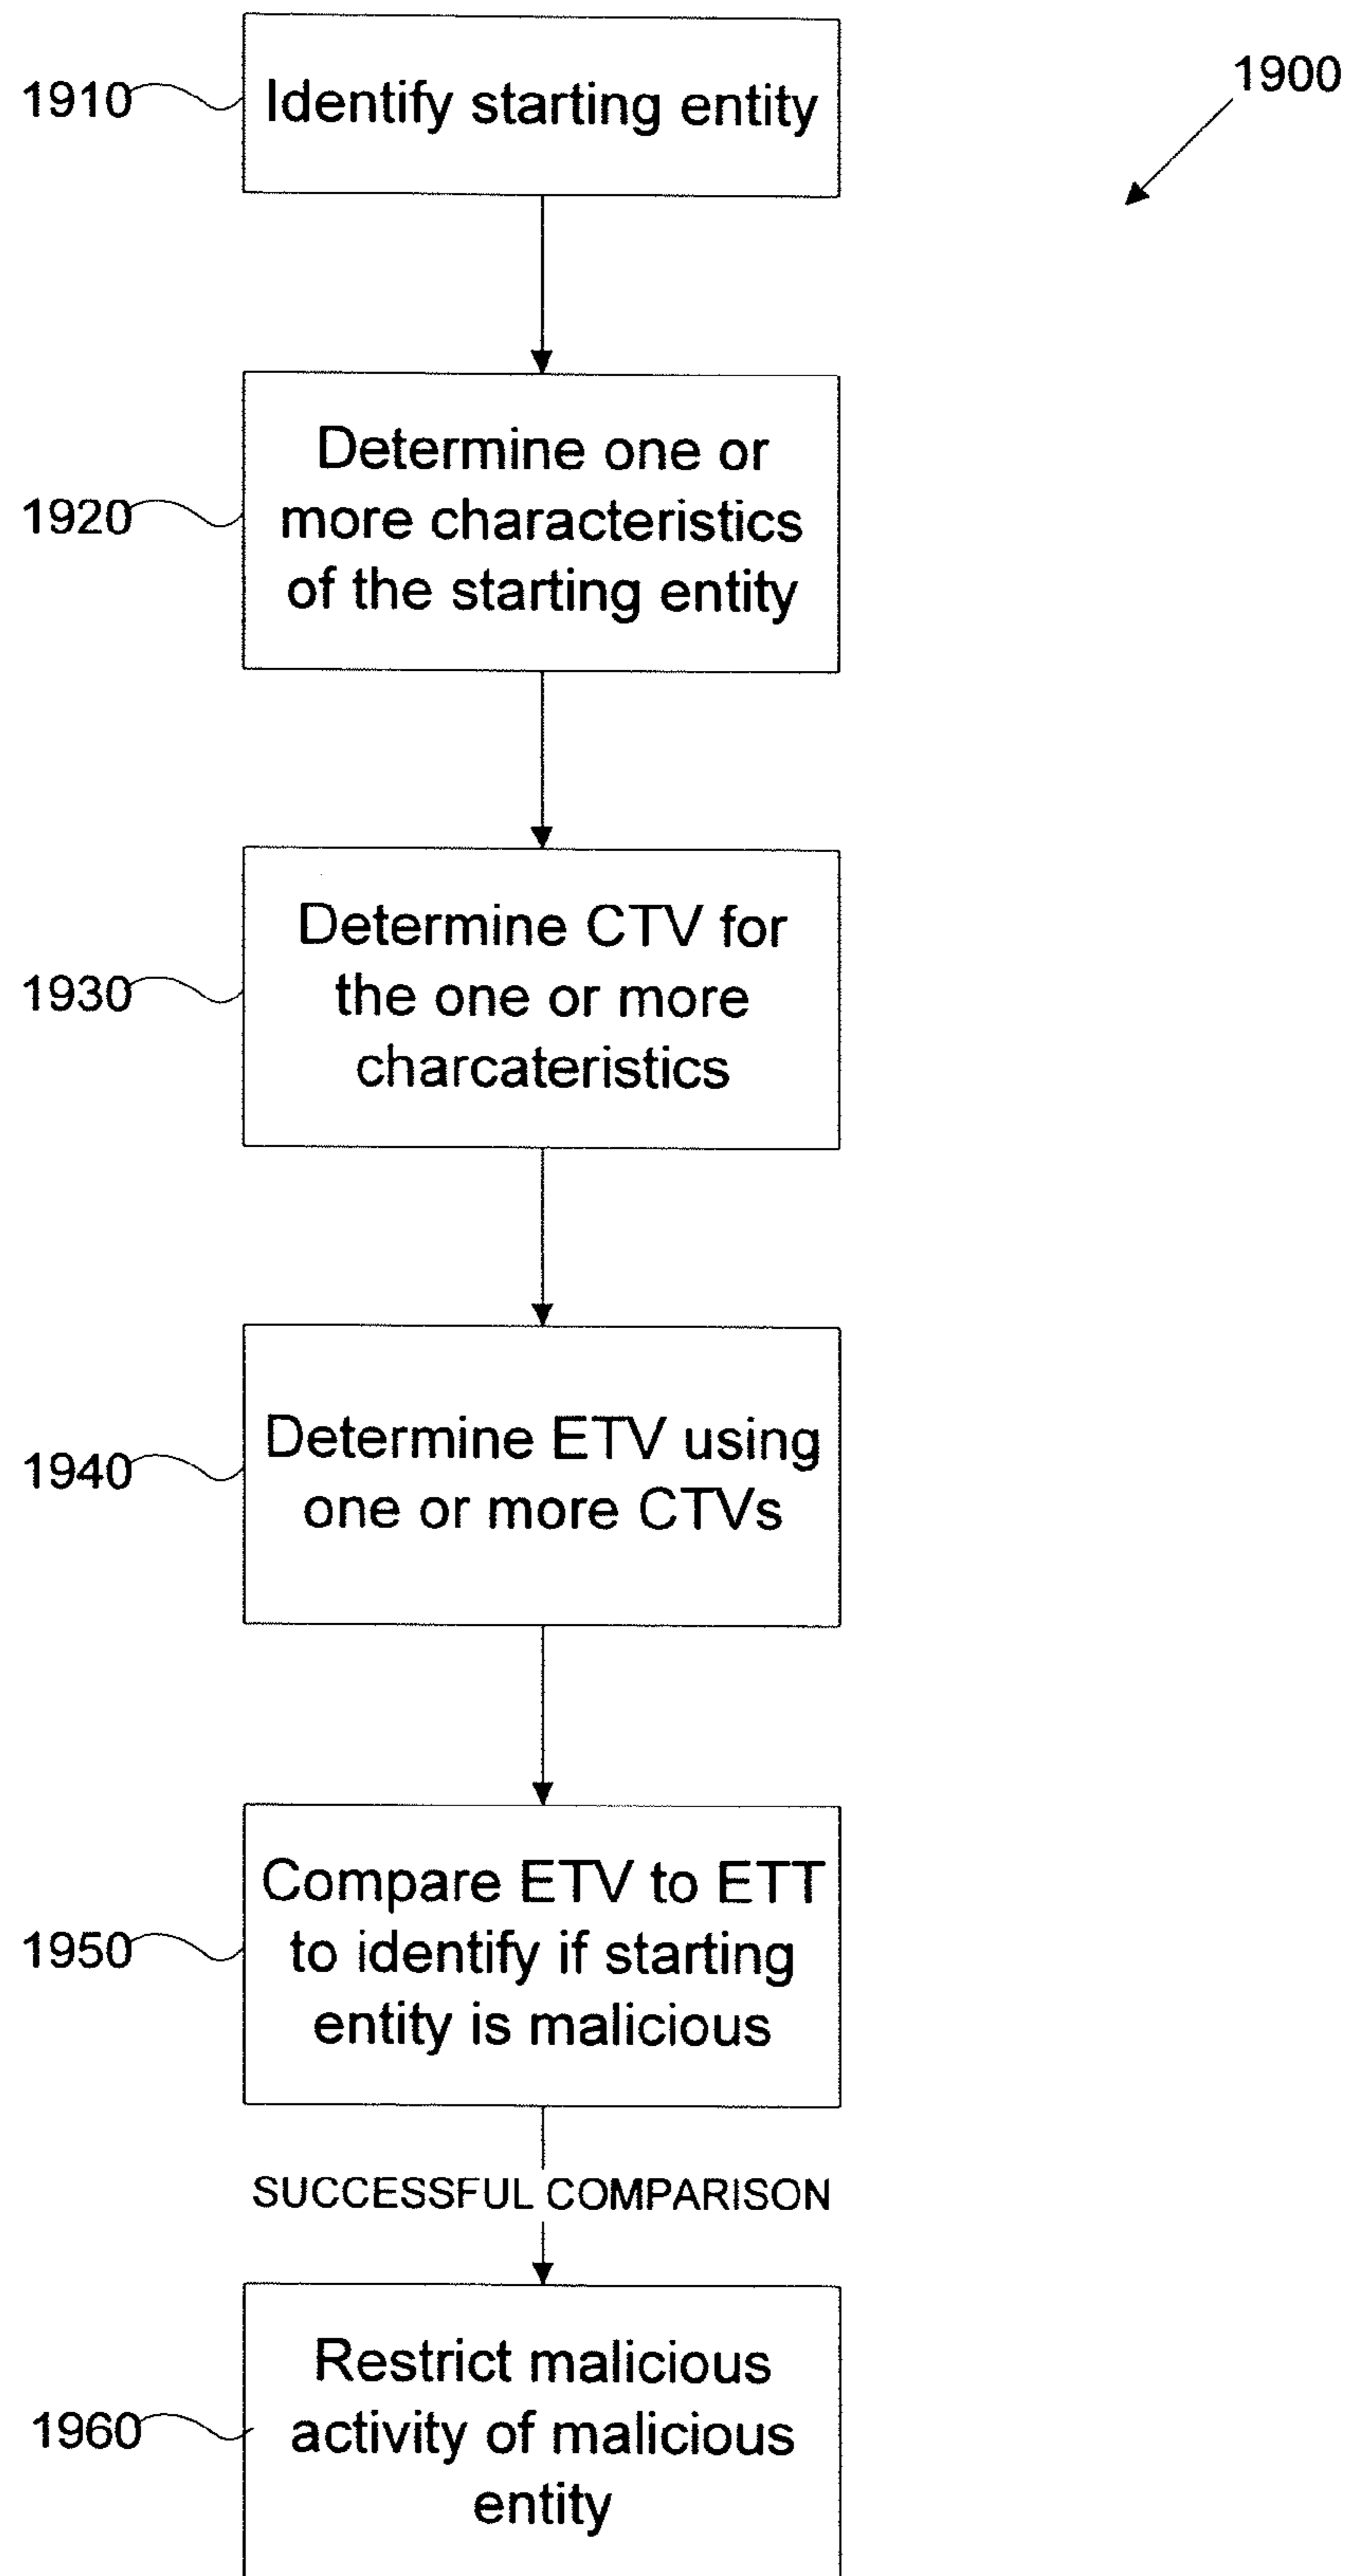 1900
1910
Identify starting entity
1920
Determine one or
more characteristics
of the starting entity
1930
Determine CTV for
the one or more
charcateristics
1940
Determine ETV using
one or more CTVs
1950
Compare ETV to ETT
to identify if starting
entity is malicious
SUCCESSFUL COMPARISON
1960
Restrict malicious
activity of malicious
entity